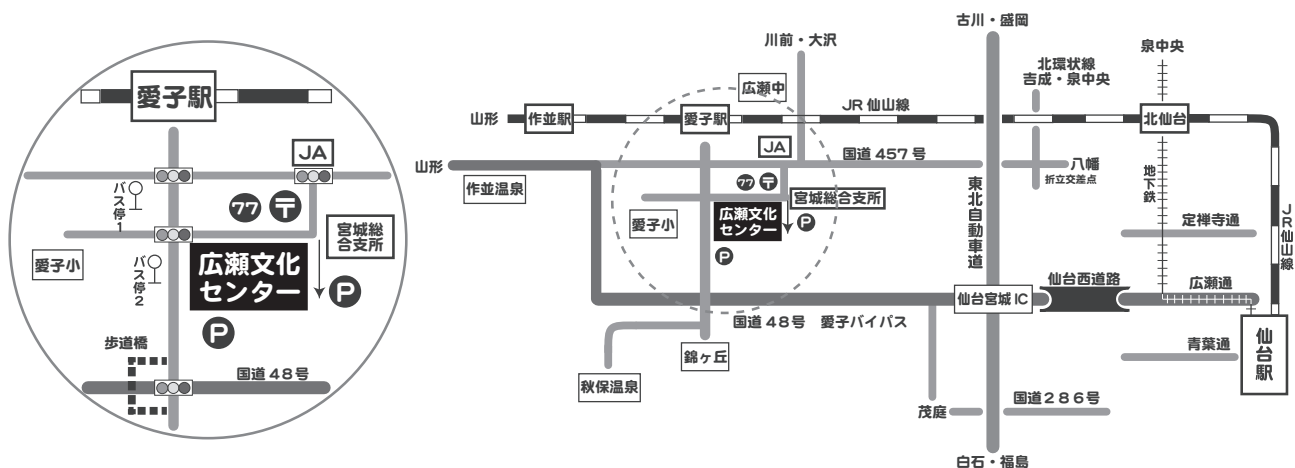 愛子駅
JA
バス停1
77
〒
宮城総
合支所
愛子小
バス停2
広瀬文化
センター
P
P
歩道橋
国道48号
古川・盛岡
川前・大沢
泉中央
北環状線
吉成・泉中央
広瀬中
JR仙山線
山形
作並駅
愛子駅
北仙台
JA
国道457号
八幡
折立交差点
山形
作並温泉
77
〒
宮城総合支所
東北自動車道
地下鉄
JR仙山線
愛子小
広瀬文化
センター
P
P
定禅寺通
仙台西道路
広瀬通
仙台宮城IC
国道48号 愛子バイパス
錦ヶ丘
青葉通
仙台駅
秋保温泉
茂庭
国道286号
白石・福島